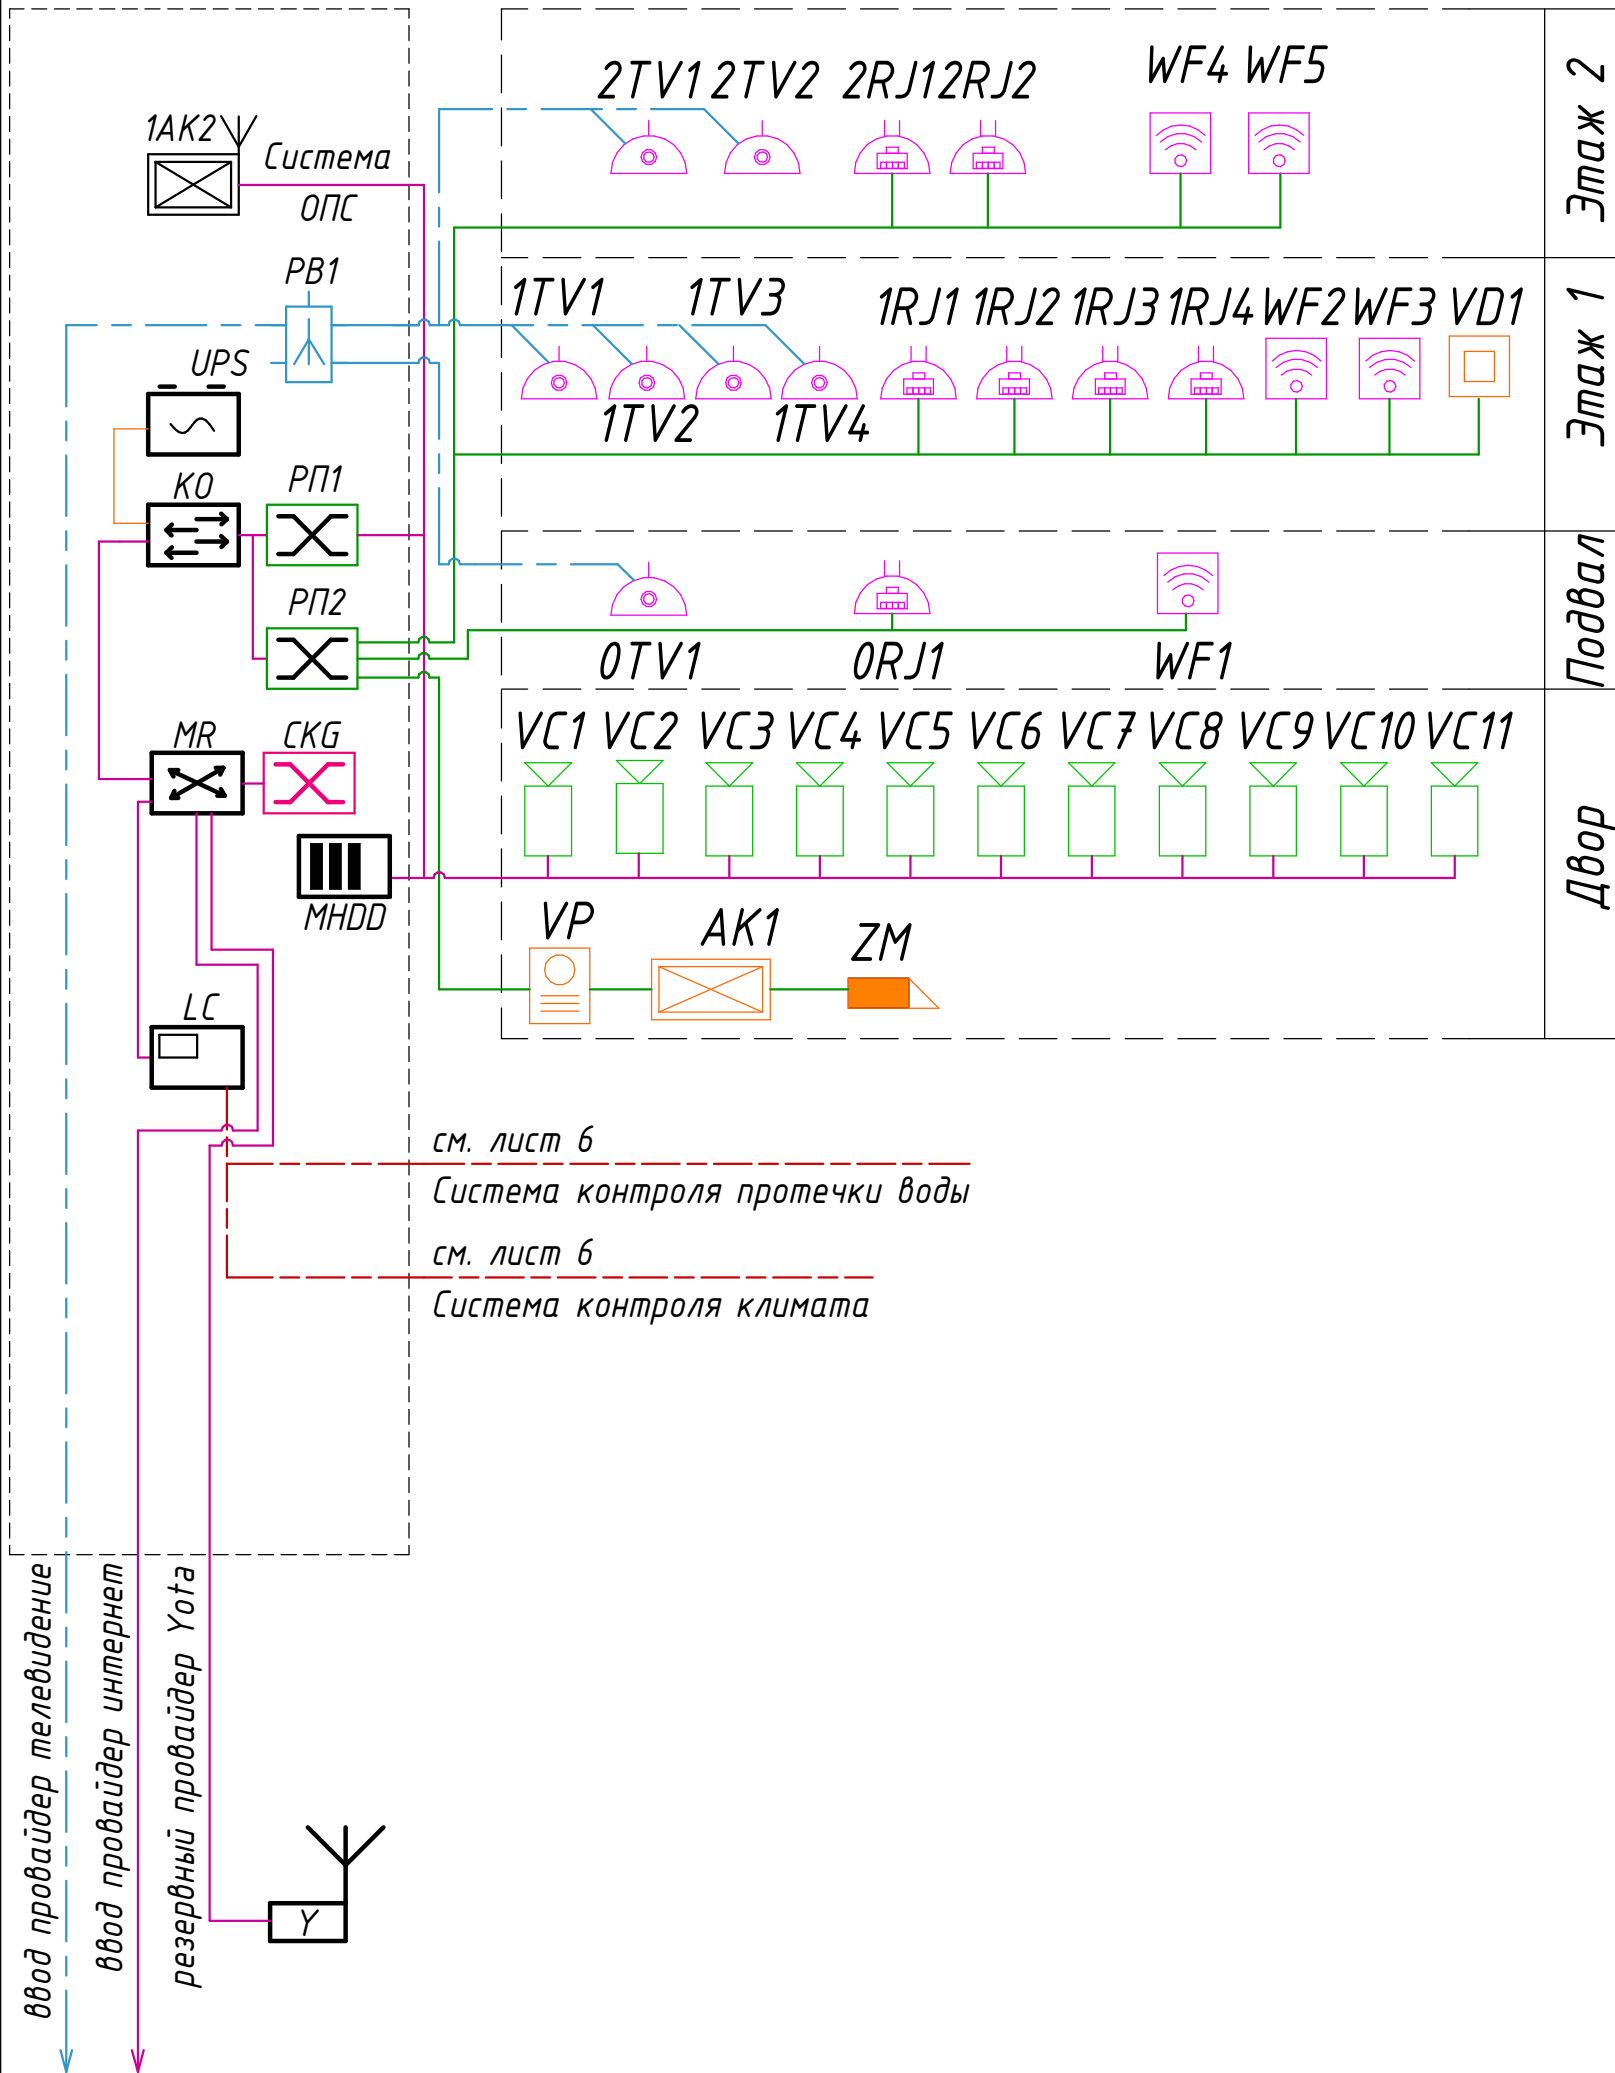 2TV1 2TV2 2RJ1 2RJ2 WF4 WF5
Этаж 2
1АК2
Система
ОПС
РВ1
1TV1 1TV3 1RJ1 1RJ2 1RJ3 1RJ4 WF2 WF3 VD1
1TV2 1TV4
Этаж 1
UPS
КО
РП1
РП2
0TV1 0RJ1 WF1
Подвал
MR CKG
MHDD
LC
VC1 VC2 VC3 VC4 VC5 VC6 VC7 VC8 VC9 VC10 VC11
VP AK1 ZM
Двор
см. лист 6
Система контроля протечки воды
см. лист 6
Система контроля климата
ввод провайдер телевидение
ввод провайдер интернет
резервный провайдер Yota
Y